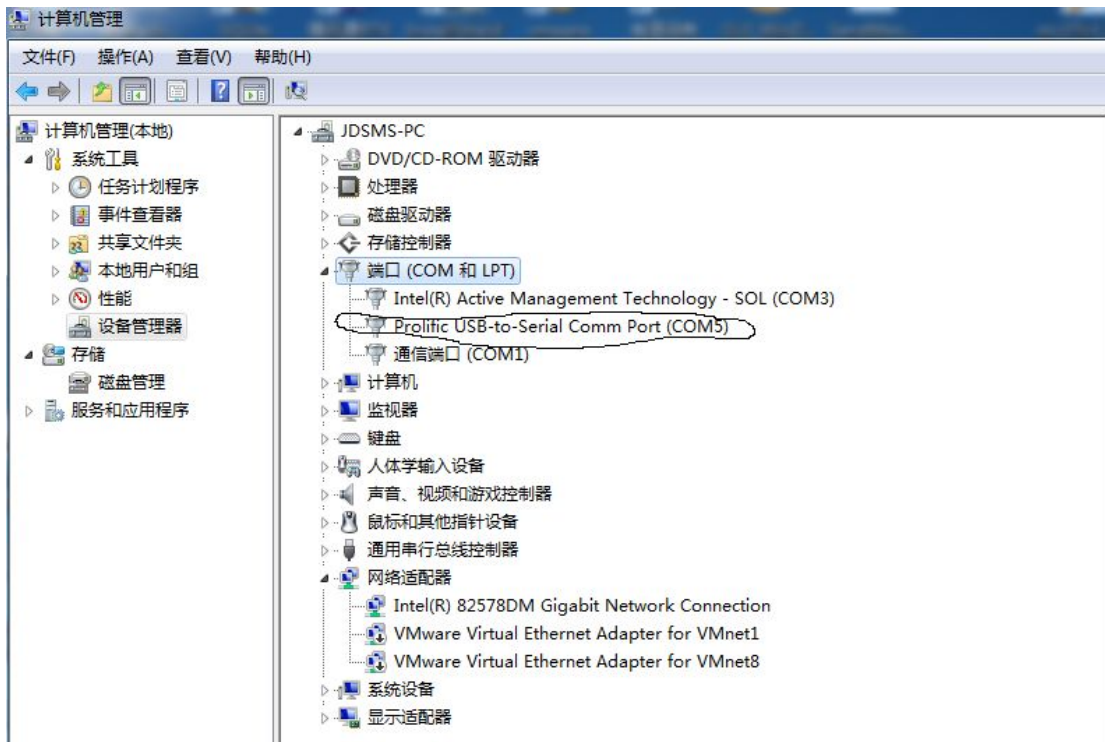 计算机管理
文件(F) 操作(A) 查看(V) 帮助(H)
计算机管理(本地)
系统工具
任务计划程序
事件查看器
共享文件夹
本地用户和组
性能
设备管理器
存储
磁盘管理
服务和应用程序
JDSMS-PC
DVD/CD-ROM 驱动器
处理器
磁盘驱动器
存储控制器
端口 (COM 和 LPT)
Intel(R) Active Management Technology - SOL (COM3)
Prolific USB-to-Serial Comm Port (COM5)
通信端口 (COM1)
计算机
监视器
键盘
人体学输入设备
声音、视频和游戏控制器
鼠标和其他指针设备
通用串行总线控制器
网络适配器
Intel(R) 82578DM Gigabit Network Connection
VMware Virtual Ethernet Adapter for VMnet1
VMware Virtual Ethernet Adapter for VMnet8
系统设备
显示适配器